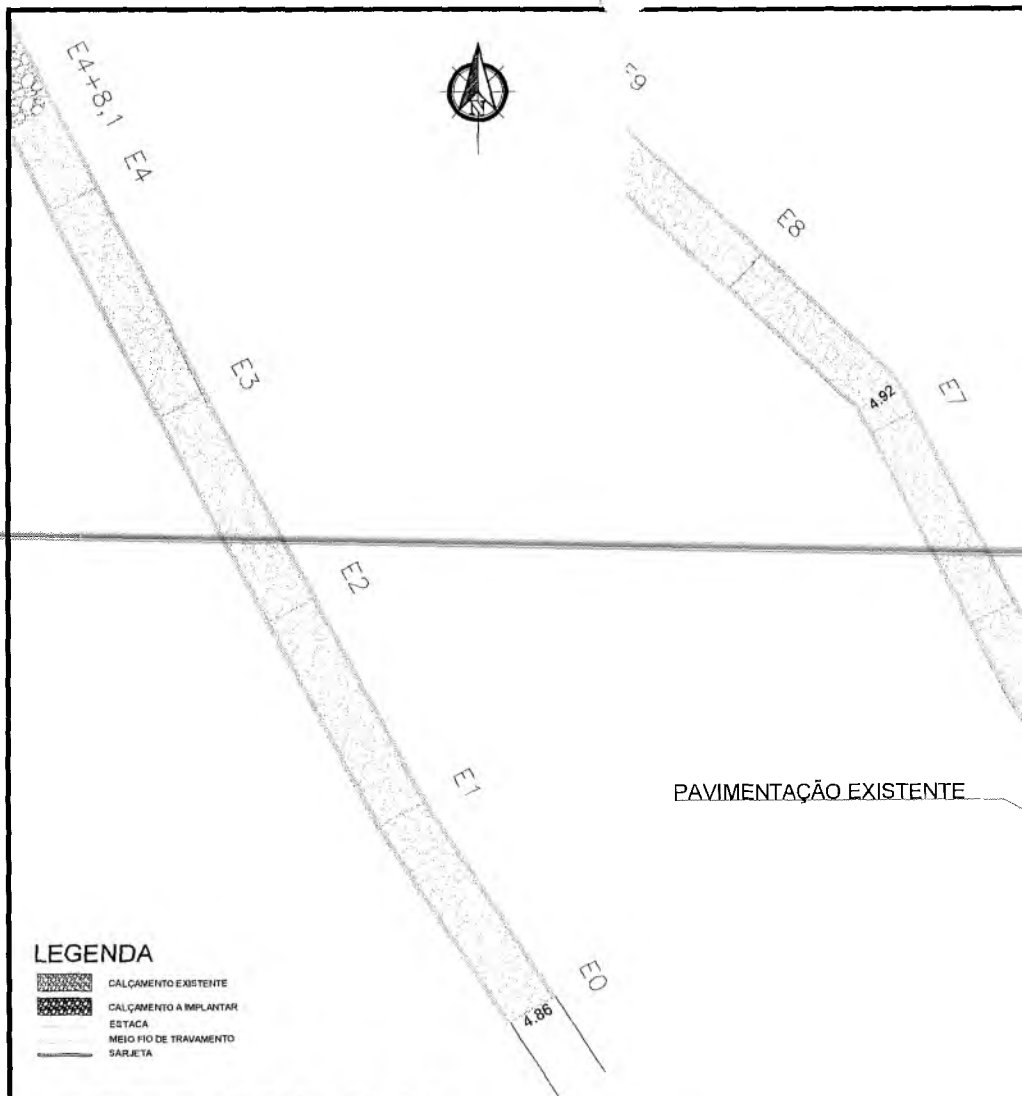 E4+8,1
E4
N
E9
E8
E3
4.92
E7
E2
E1
PAVIMENTAÇÃO EXISTENTE
E0
4.86
LEGENDA
CALÇAMENTO EXISTENTE
CALÇAMENTO A IMPLANTAR
ESTACA
MEIO FIO DE TRAVAMENTO
SARJETA